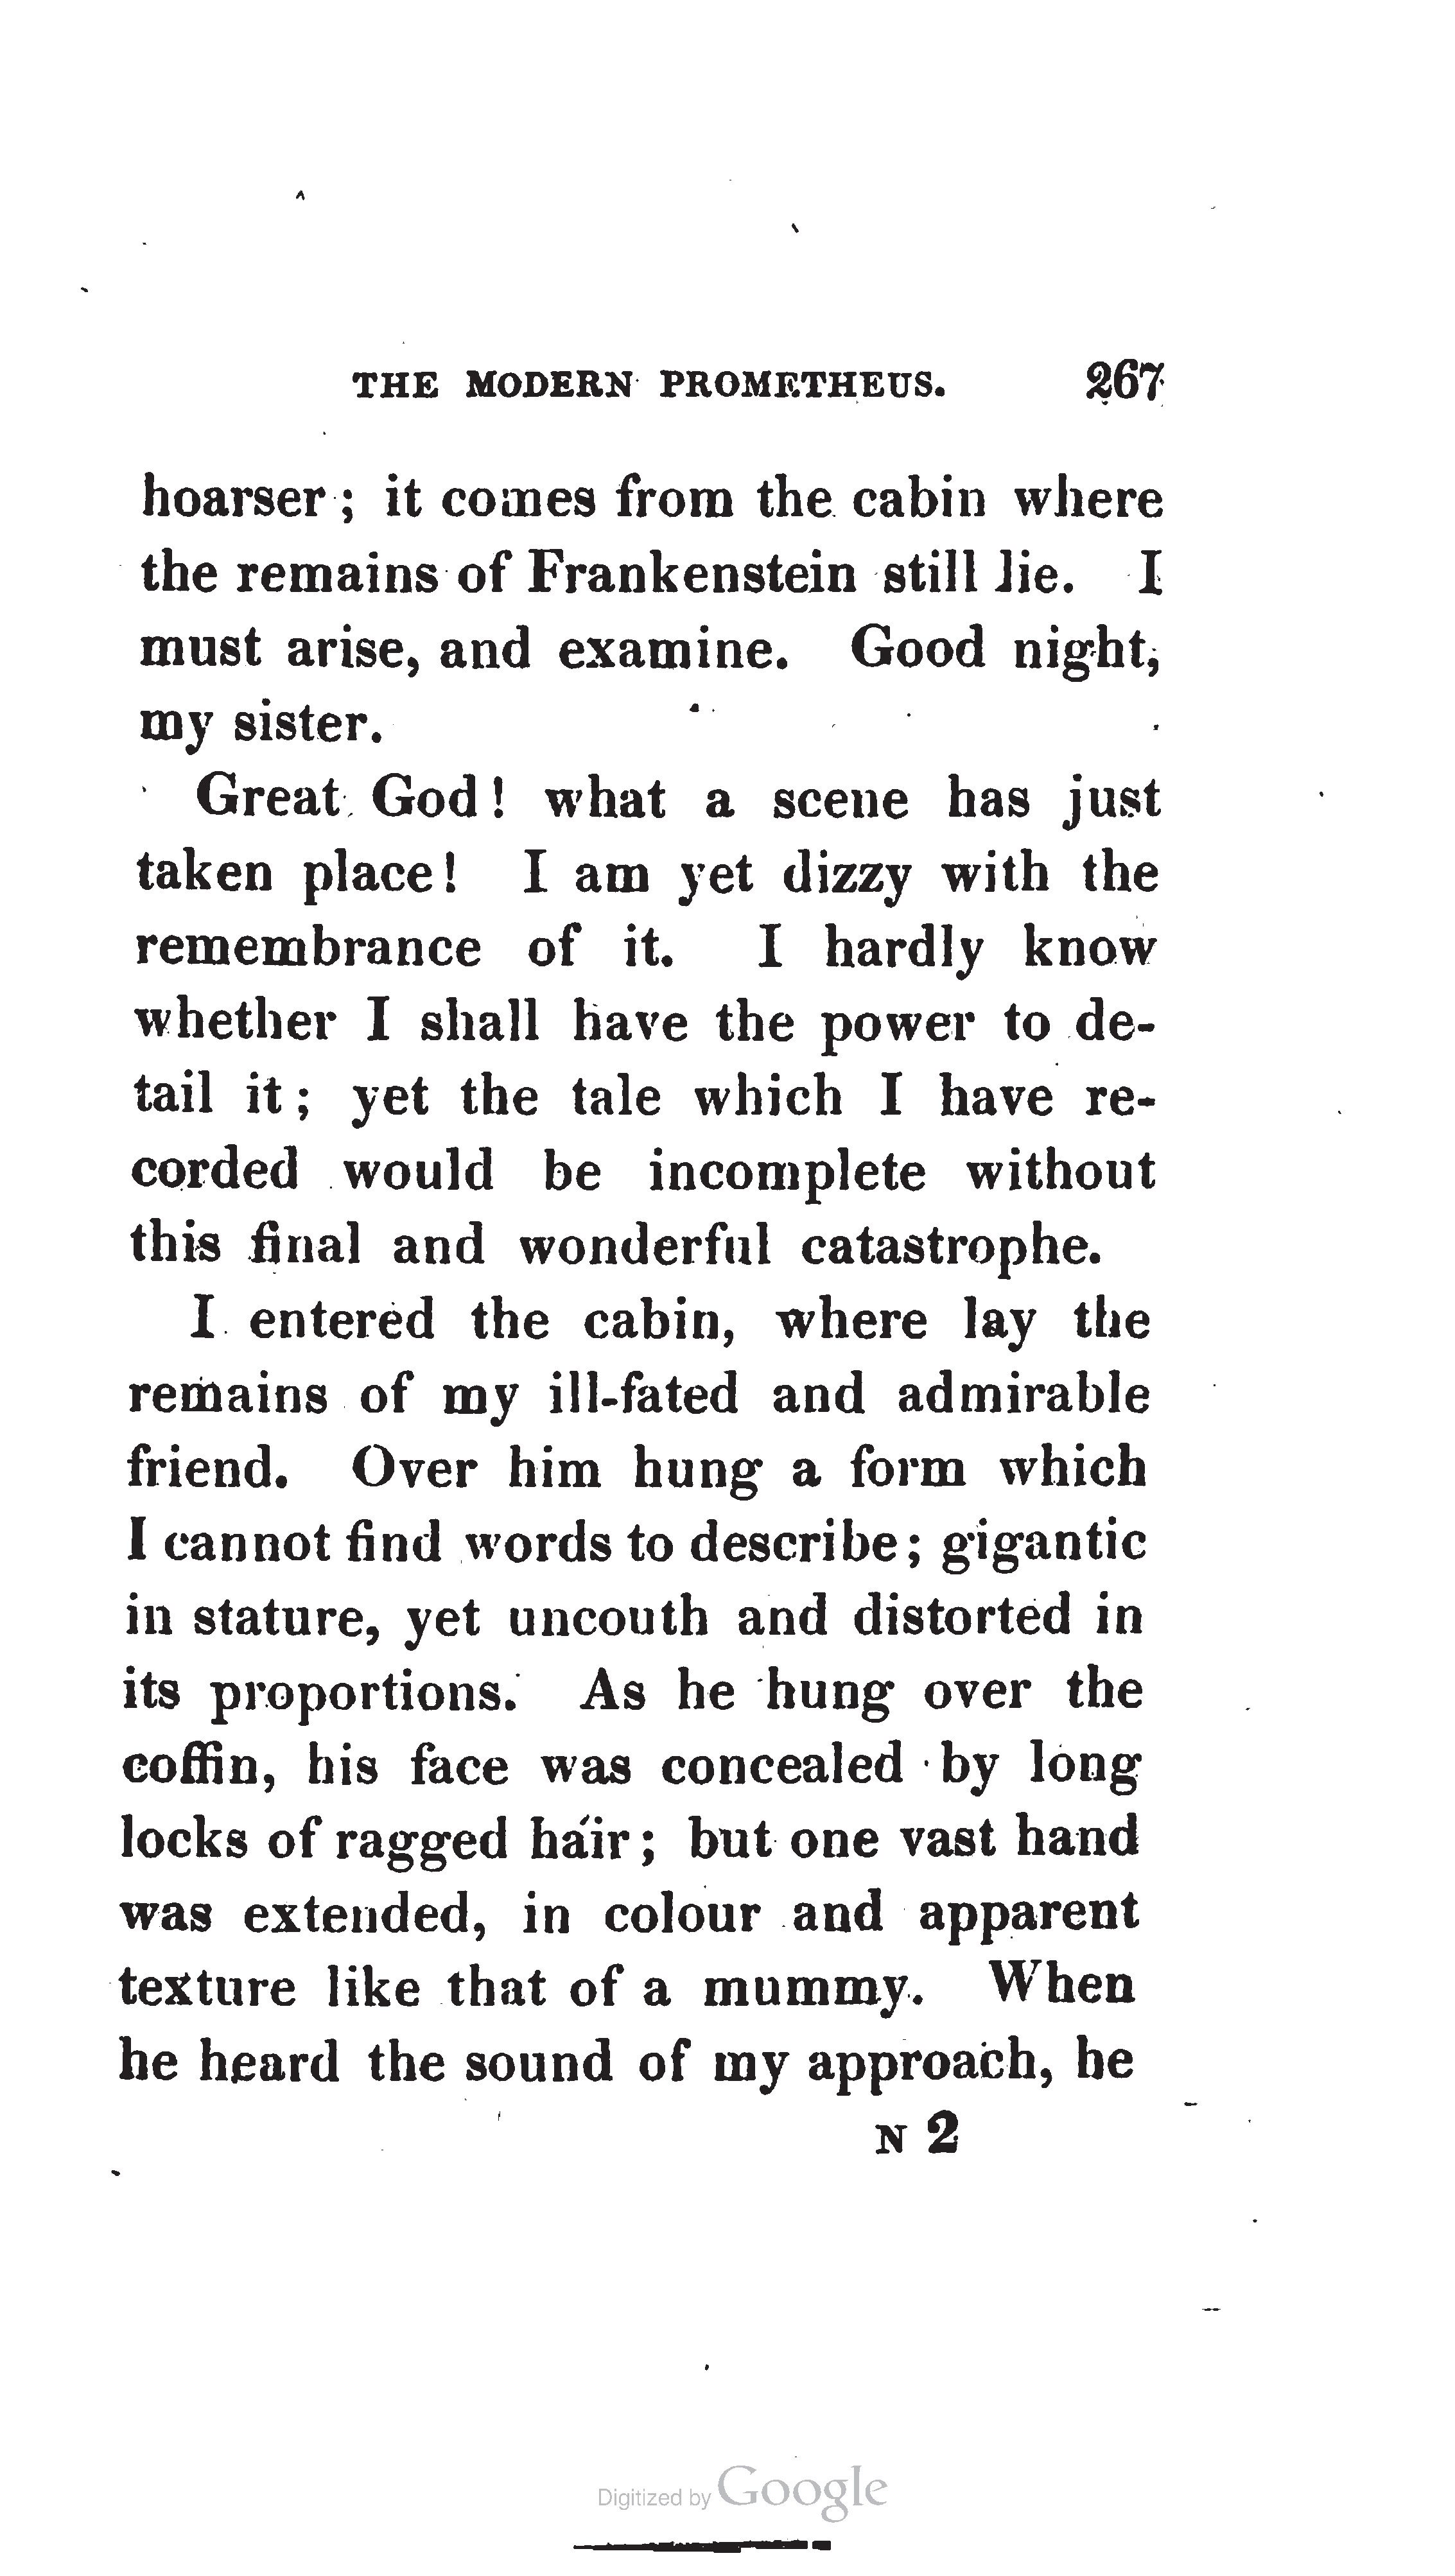 THE MODERN PROMETHEUS. 267
hoarser; it comes from the cabin where
the remains of Frankenstein still lie. I
must arise, and examine. Good night,
my sister.
Great God! what a scene has just
taken place! I am yet dizzy with the
remembrance of it. I hardly know
whether I shall have the power to de-
tail it; yet the tale which I have re-
corded would be incomplete without
this final and wonderful catastrophe.
I entered the cabin, where lay the
remains of my ill-fated and admirable
friend. Over him hung a form which
I cannot find words to describe; gigantic
in stature, yet uncouth and distorted in
its proportions. As he hung over the
coffin, his face was concealed by long
locks of ragged hair; but one vast hand
was extended, in colour and apparent
texture like that of a mummy. When
he heard the sound of my approach, he
N 2
Digitized by Google